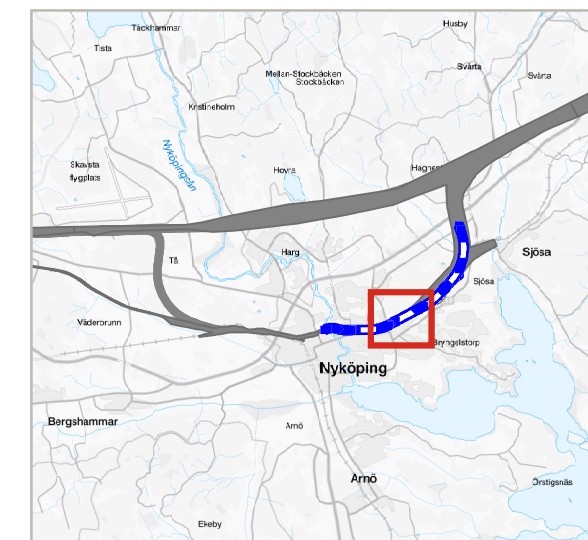 Täckhammar
Husby
Tista
Svärta
Svärta
Mellan-Stockbäcken
Stockbäcken
Kristineholm
Nyköpingsån
Skavsta
flygplats
Hovra
Harg
Sjösa
Tå
Sjösa
Väderbrunn
Bryngelstorp
Nyköping
Bergshammar
Arnö
Arnö
Örstigsnäs
Ekeby